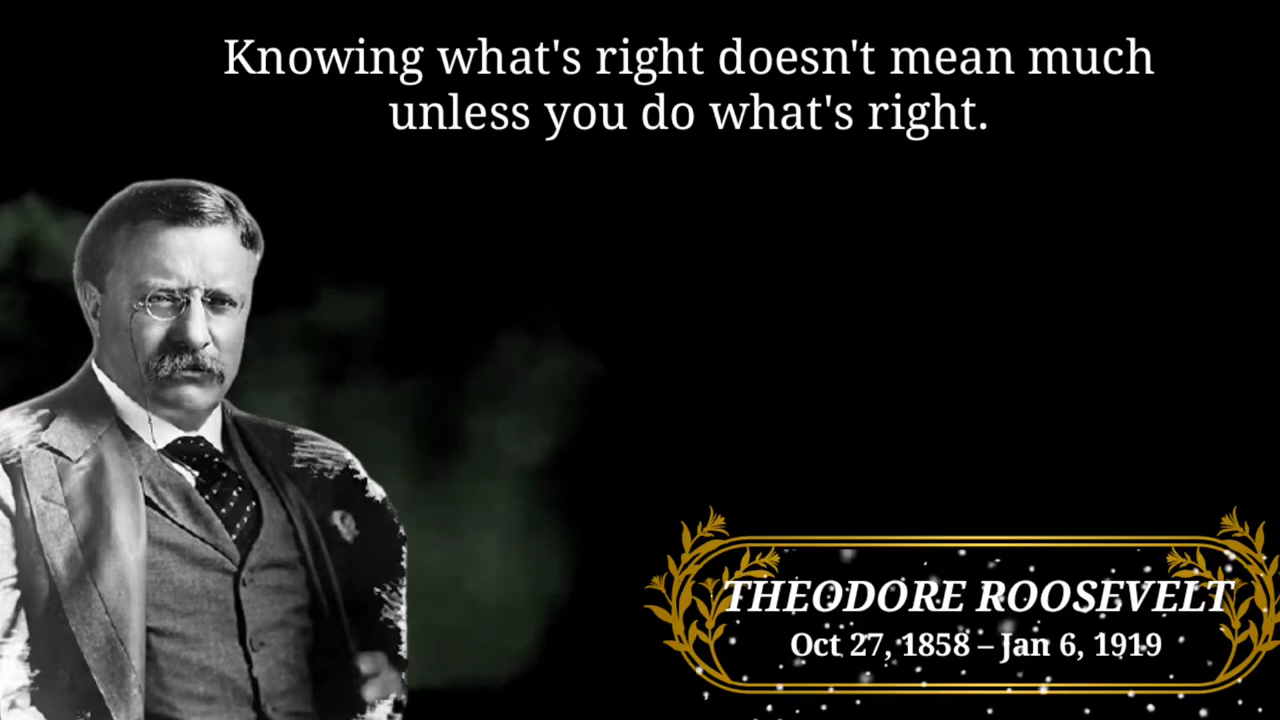 Knowing what's right doesn't mean much
unless you do what's right.
THEODORE ROOSEVELT
Oct 27, 1858 – Jan 6, 1919